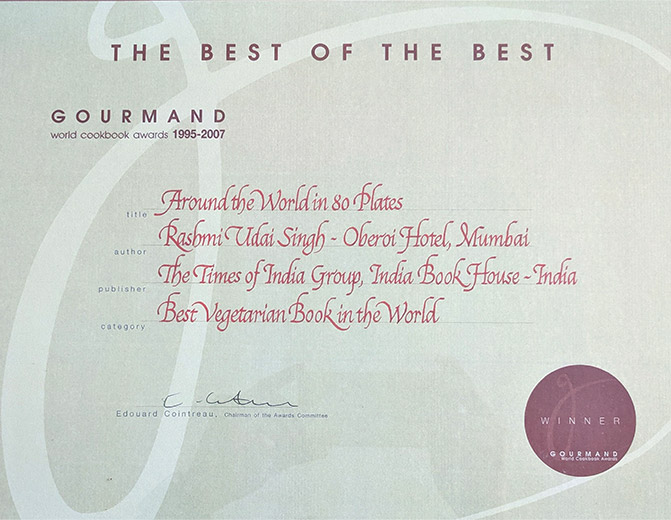 THE BEST OF THE BEST
GOURMAND
world cookbook awards 1995-2007
title Around the World in 80 Plates
author Rashmi Udai Singh - Oberoi Hotel, Mumbai
publisher The Times of India Group, India Book House - India
category Best Vegetarian Book in the World
Edouard Cointreau, Chairman of the Awards Committee
WINNER
GOURMAND
World Cookbook Awards